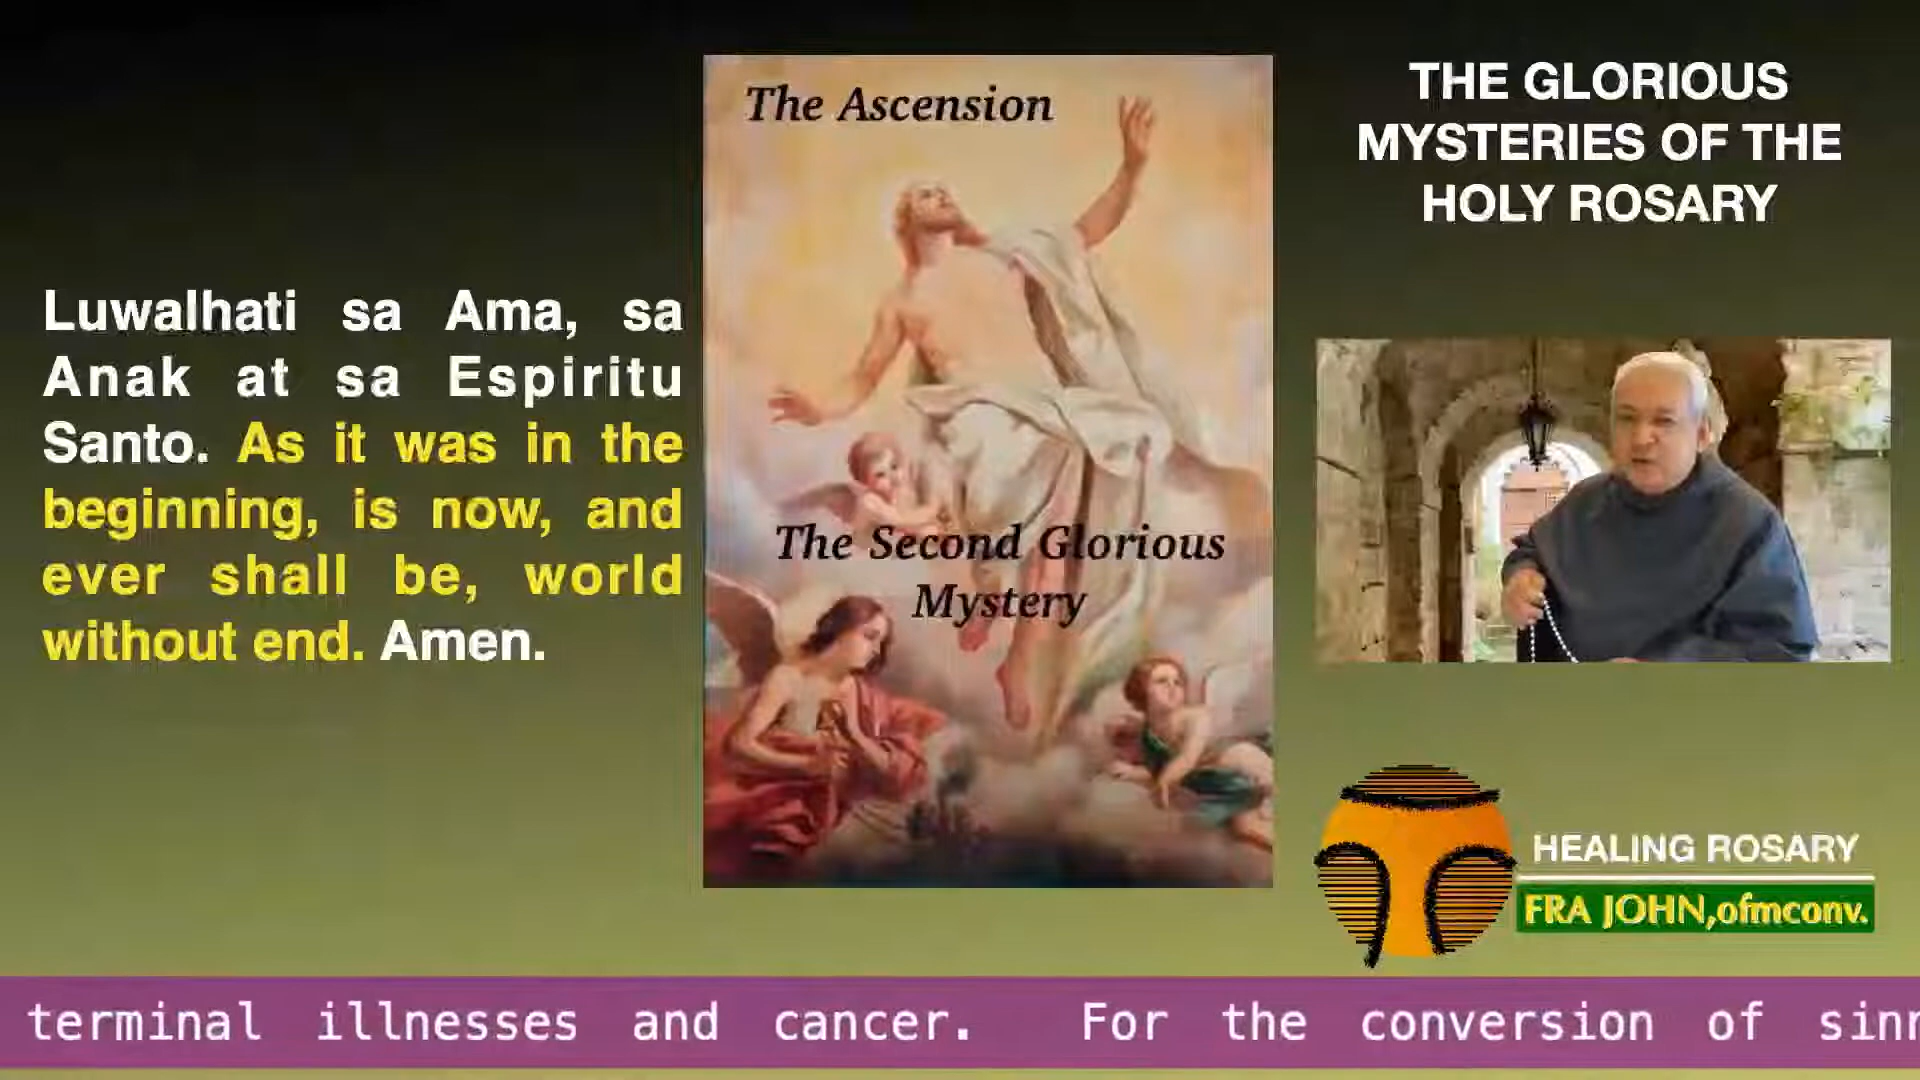 Luwalhati sa Ama, sa
Anak at sa Espiritu
Santo. As it was in the
beginning, is now, and
ever shall be, world
without end. Amen.
The Ascension
The Second Glorious
Mystery
THE GLORIOUS
MYSTERIES OF THE
HOLY ROSARY
HEALING ROSARY
FRA JOHN,ofmconv.
terminal illnesses and cancer. For the conversion of